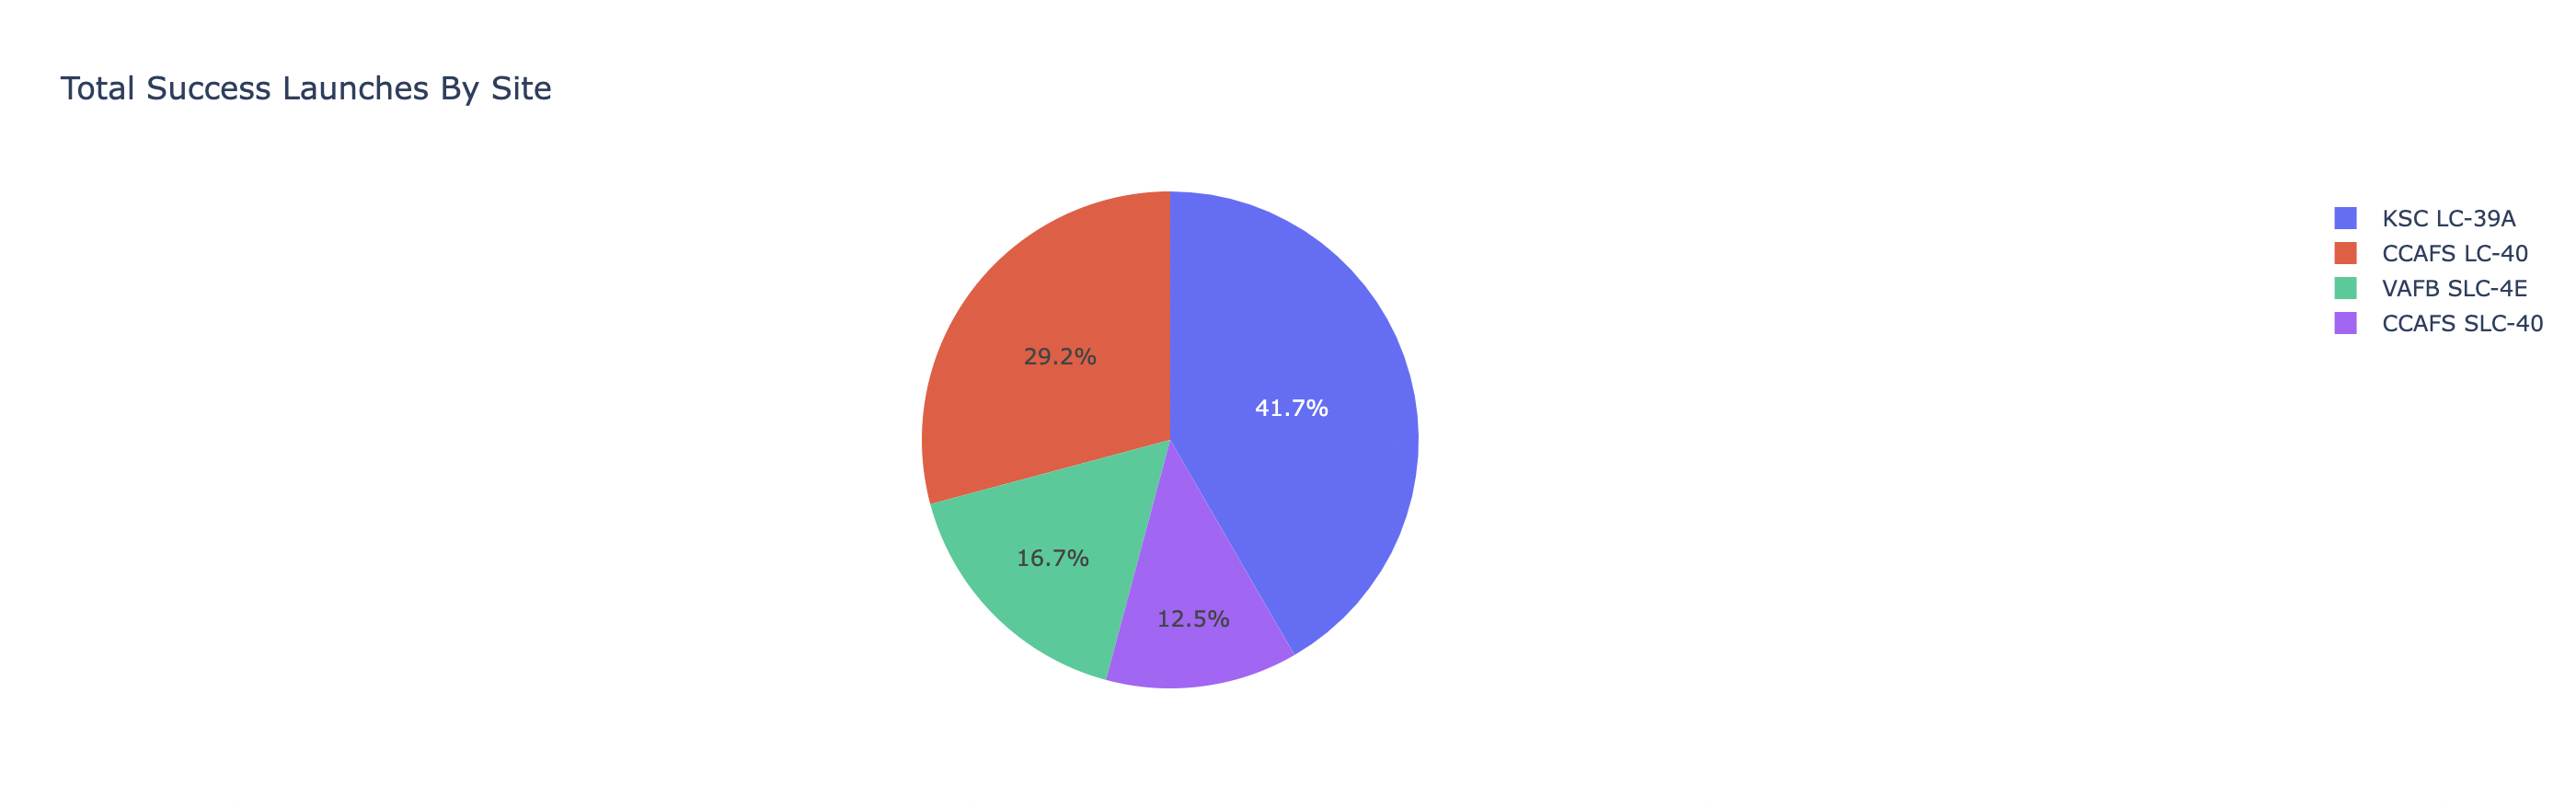 Total Success Launches By Site
KSC LC-39A
CCAFS LC-40
VAFB SLC-4E
CCAFS SLC-40
29.2%
41.7%
16.7%
12.5%